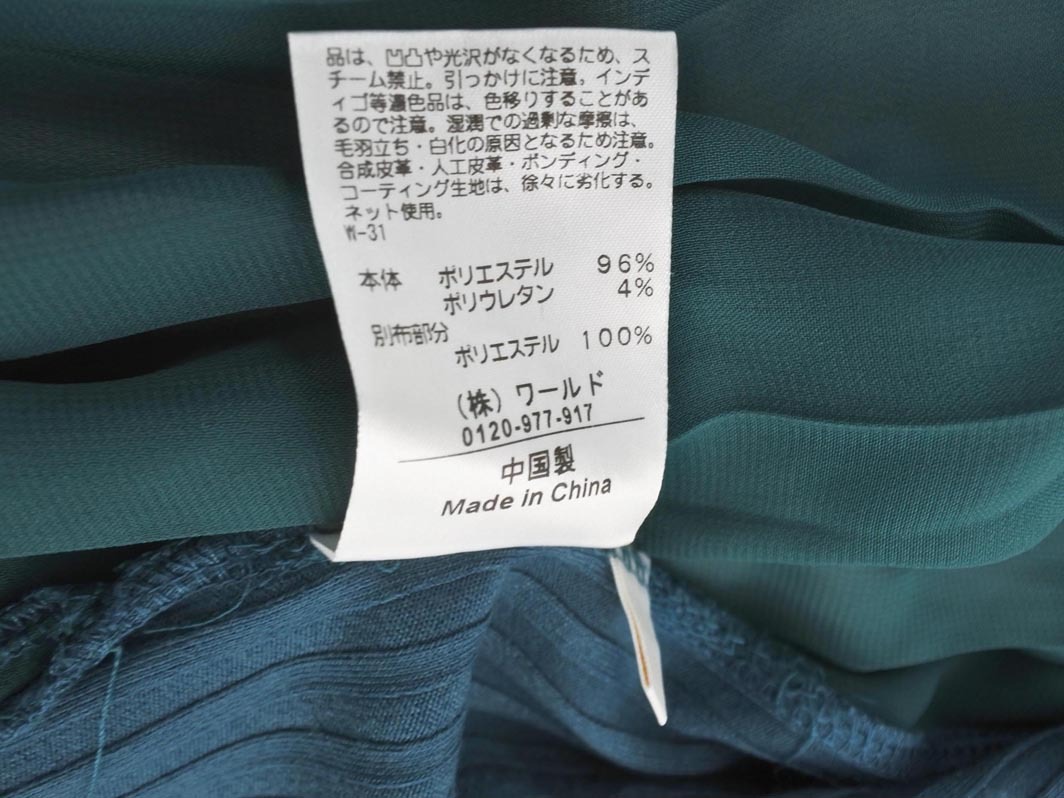 品は、凹凸や光沢がなくなるため、ス
チーム禁止。引っかけに注意。インデ
ィゴ等濃色品は、色移りすることがあ
るので注意。湿潤での過剰な摩擦は、
毛羽立ち・白化の原因となるため注意。
合成皮革・人工皮革・ボンディング・
コーティング生地は、徐々に劣化する。
ネット使用。
W-31
本体 ポリエステル 96%
ポリウレタン 4%
別布部分
ポリエステル 100%
(株) ワールド
0120-977-917
中国製
Made in China